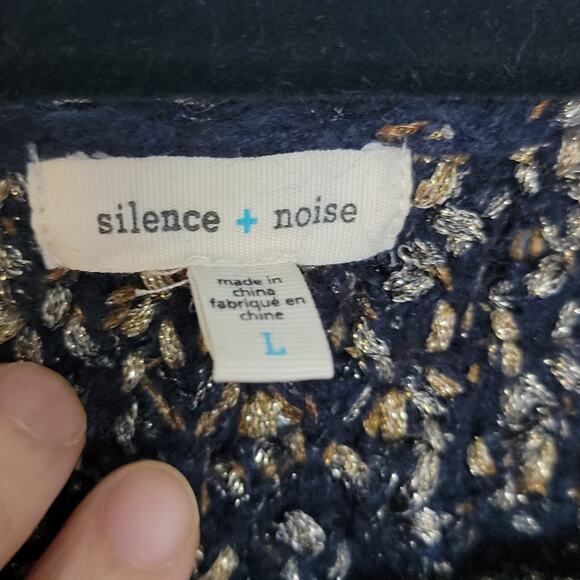 silence + noise
made in
china
fabriqué en
chine
L